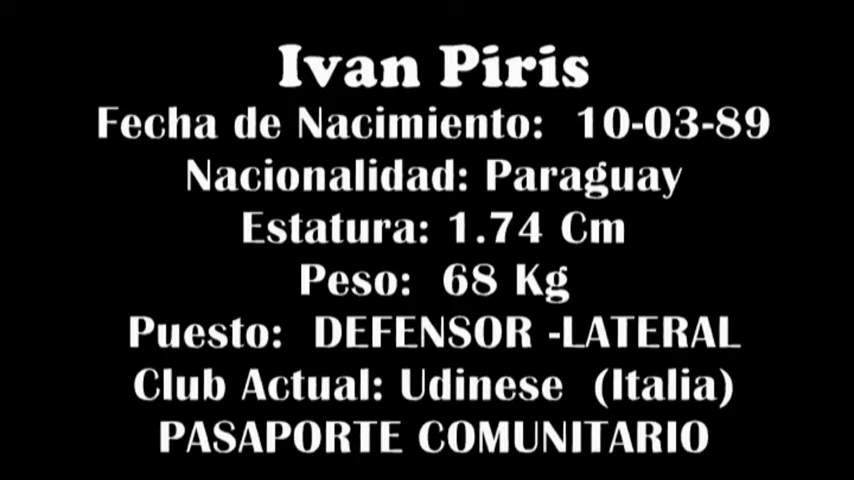 Ivan Piris
Fecha de Nacimiento: 10-03-89
Nacionalidad: Paraguay
Estatura: 1.74 Cm
Peso: 68 Kg
Puesto: DEFENSOR -LATERAL
Club Actual: Udinese (Italia)
PASAPORTE COMUNITARIO